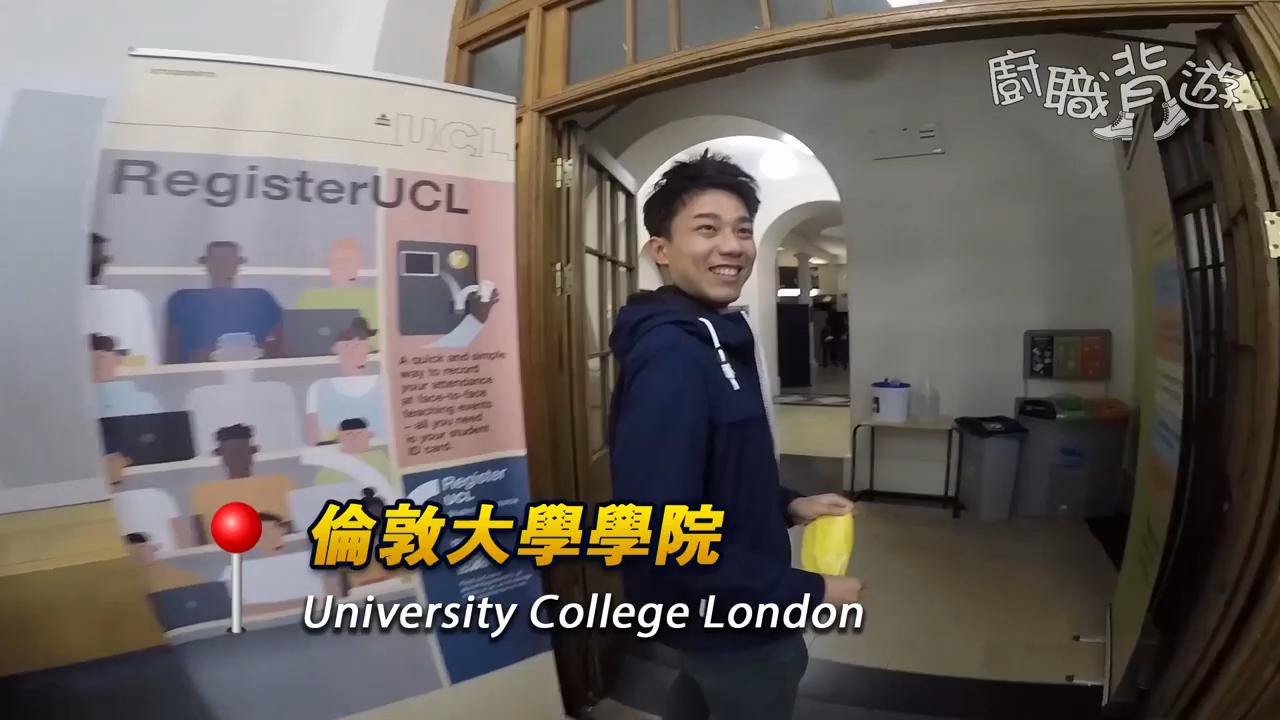 廚職背遊
UCL
RegisterUCL
A quick and simple
way to record
your attendance
at face-to-face
teaching events
– all you need
is your student
ID card.
Register
UCL
倫敦大學學院
University College London